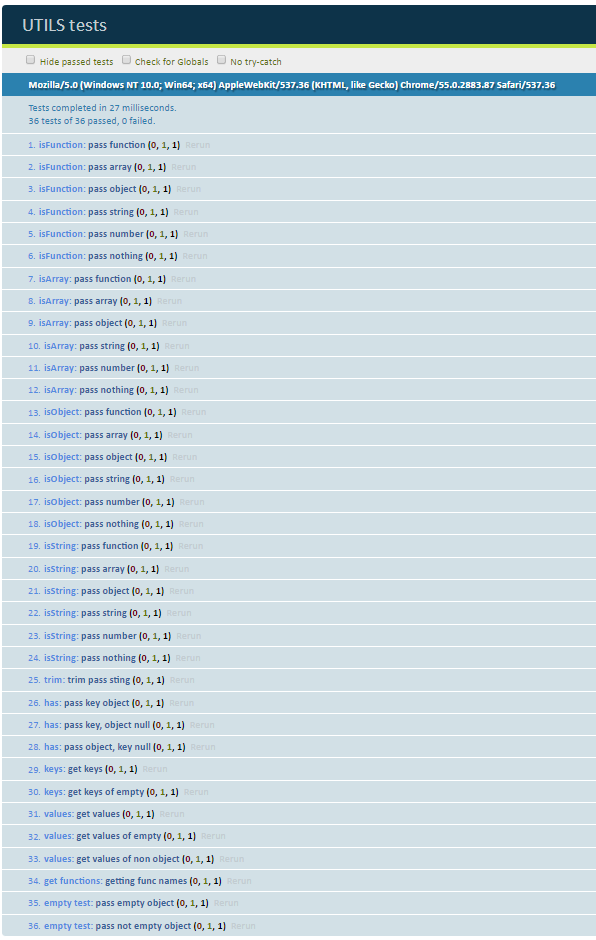 UTILS tests
Hide passed tests Check for Globals No try-catch
Mozilla/5.0 (Windows NT 10.0; Win64; x64) AppleWebKit/537.36 (KHTML, like Gecko) Chrome/55.0.2883.87 Safari/537.36
Tests completed in 27 milliseconds.
36 tests of 36 passed, 0 failed.
1. isFunction: pass function (0, 1, 1) Rerun
2. isFunction: pass array (0, 1, 1) Rerun
3. isFunction: pass object (0, 1, 1) Rerun
4. isFunction: pass string (0, 1, 1) Rerun
5. isFunction: pass number (0, 1, 1) Rerun
6. isFunction: pass nothing (0, 1, 1) Rerun
7. isArray: pass function (0, 1, 1) Rerun
8. isArray: pass array (0, 1, 1) Rerun
9. isArray: pass object (0, 1, 1) Rerun
10. isArray: pass string (0, 1, 1) Rerun
11. isArray: pass number (0, 1, 1) Rerun
12. isArray: pass nothing (0, 1, 1) Rerun
13. isObject: pass function (0, 1, 1) Rerun
14. isObject: pass array (0, 1, 1) Rerun
15. isObject: pass object (0, 1, 1) Rerun
16. isObject: pass string (0, 1, 1) Rerun
17. isObject: pass number (0, 1, 1) Rerun
18. isObject: pass nothing (0, 1, 1) Rerun
19. isString: pass function (0, 1, 1) Rerun
20. isString: pass array (0, 1, 1) Rerun
21. isString: pass object (0, 1, 1) Rerun
22. isString: pass string (0, 1, 1) Rerun
23. isString: pass number (0, 1, 1) Rerun
24. isString: pass nothing (0, 1, 1) Rerun
25. trim: trim pass sting (0, 1, 1) Rerun
26. has: pass key object (0, 1, 1) Rerun
27. has: pass key, object null (0, 1, 1) Rerun
28. has: pass object, key null (0, 1, 1) Rerun
29. keys: get keys (0, 1, 1) Rerun
30. keys: get keys of empty (0, 1, 1) Rerun
31. values: get values (0, 1, 1) Rerun
32. values: get values of empty (0, 1, 1) Rerun
33. values: get values of non object (0, 1, 1) Rerun
34. get functions: getting func names (0, 1, 1) Rerun
35. empty test: pass empty object (0, 1, 1) Rerun
36. empty test: pass not empty object (0, 1, 1) Rerun